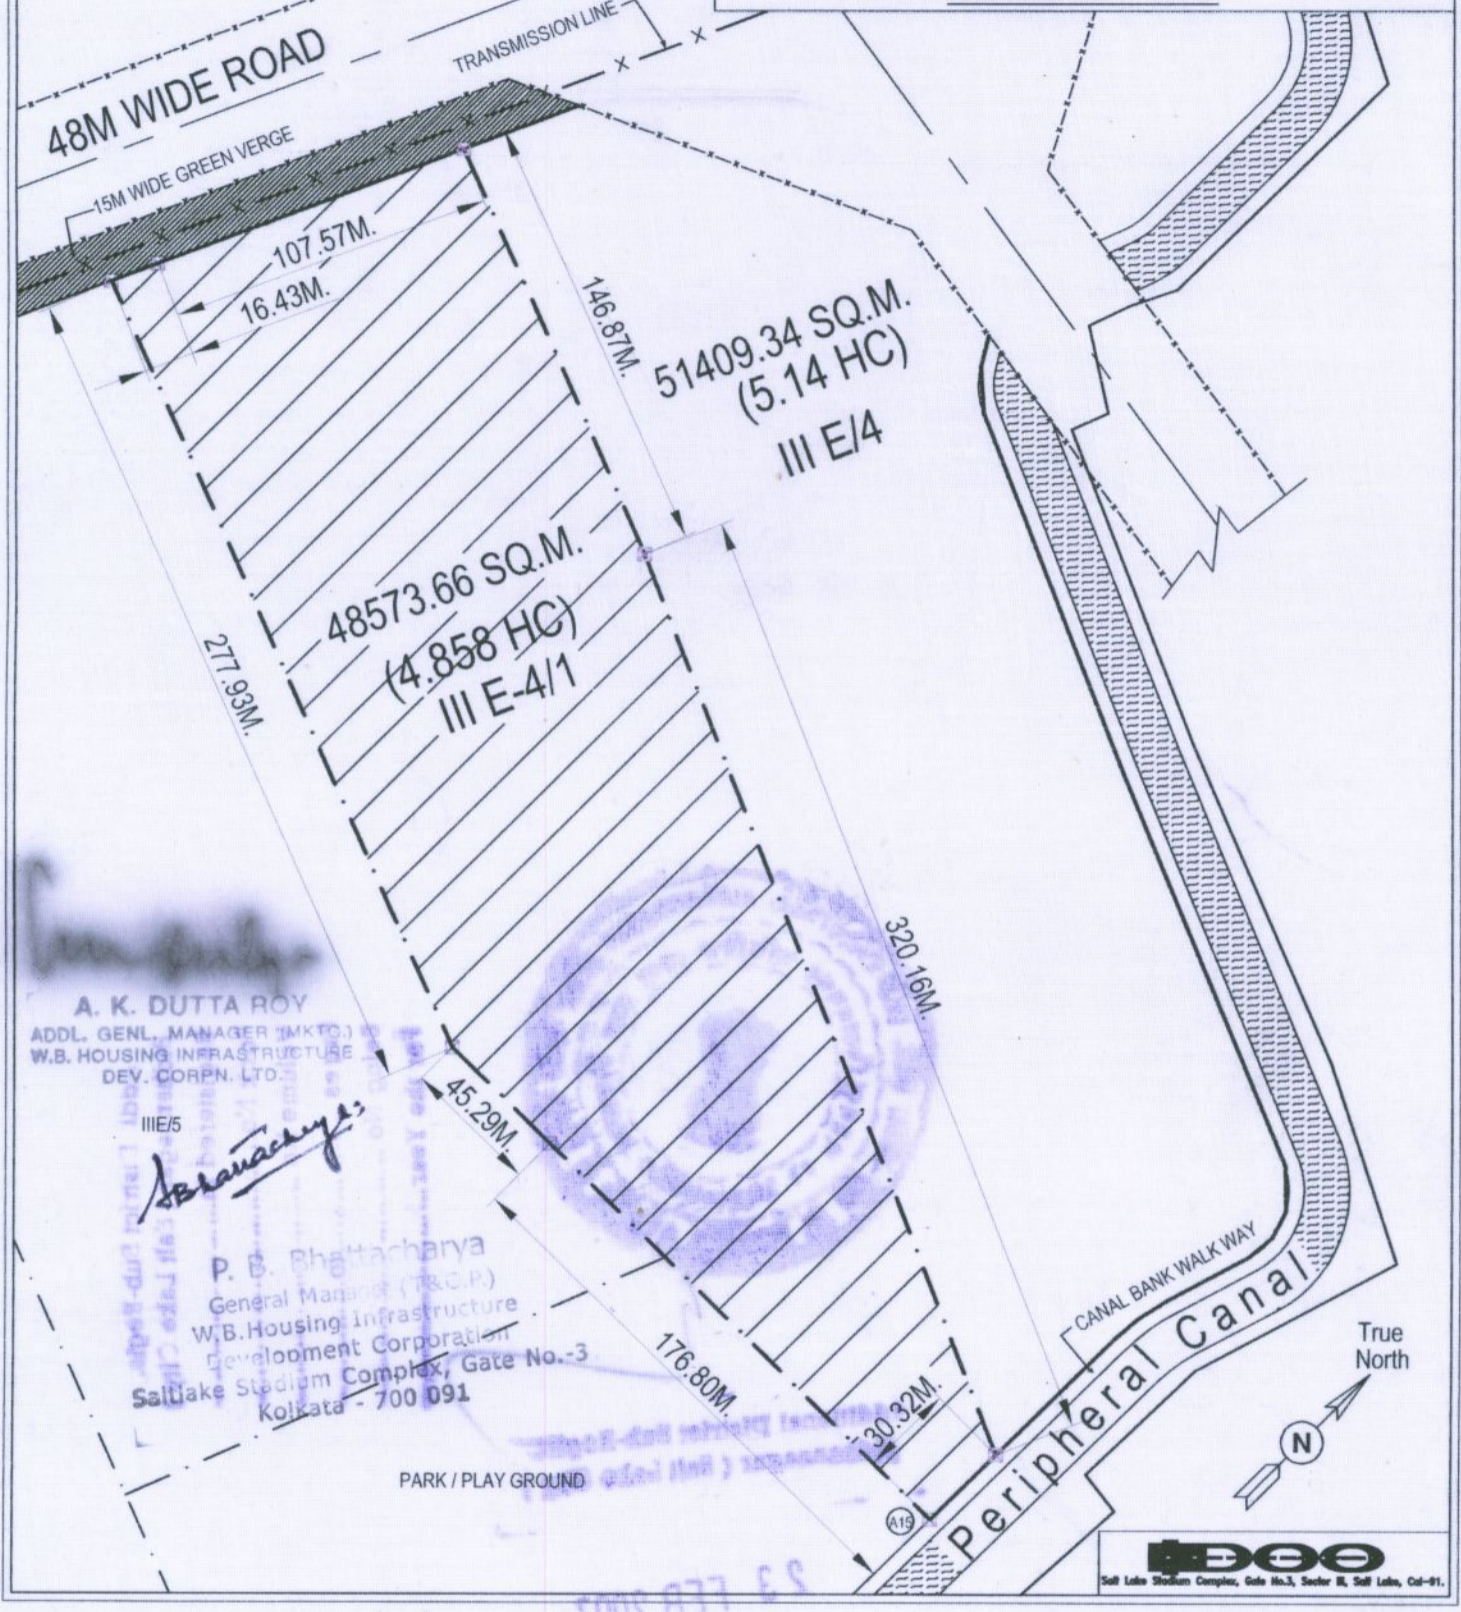 TRANSMISSION LINE
48M WIDE ROAD
15M WIDE GREEN VERGE
107.57M.
16.43M.
146.87M.
51409.34 SQ.M.
(5.14 HC)
III E/4
48573.66 SQ.M.
(4.858 HC)
III E-4/1
277.93M.
320.16M.
A. K. DUTTA ROY
ADDL. GENL. MANAGER (MKTG.)
W.B. HOUSING INFRASTRUCTURE
DEV. CORPN. LTD.
IIIE/5
45.29M.
P. B. Bhattacharya
General Manager (T&C.P.)
W.B.Housing Infrastructure
Development Corporation
Saltlake Stadium Complex, Gate No.-3
Kolkata - 700 091
176.80M.
30.32M.
CANAL BANK WALK WAY
Peripheral Canal
True
North
N
PARK / PLAY GROUND
A15
23 FEB
Salt Lake Stadium Complex, Gate No.3, Sector III, Salt Lake, Cal-91.